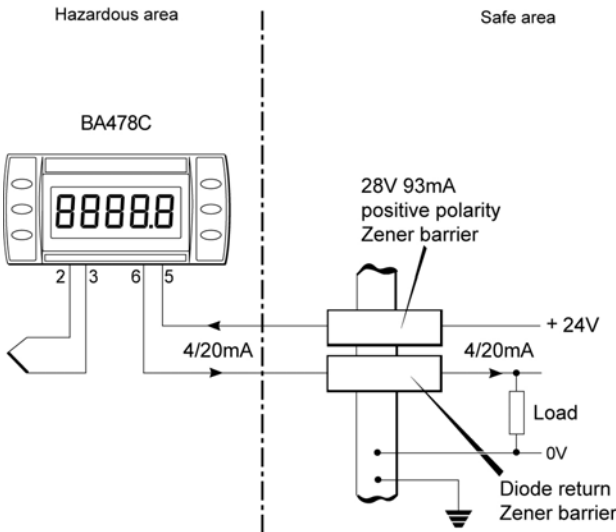 Hazardous area
Safe area
BA478C
8888.8
28V 93mA
positive polarity
Zener barrier
2 3 6 5
+ 24V
4/20mA
4/20mA
Load
0V
Diode return
Zener barrier